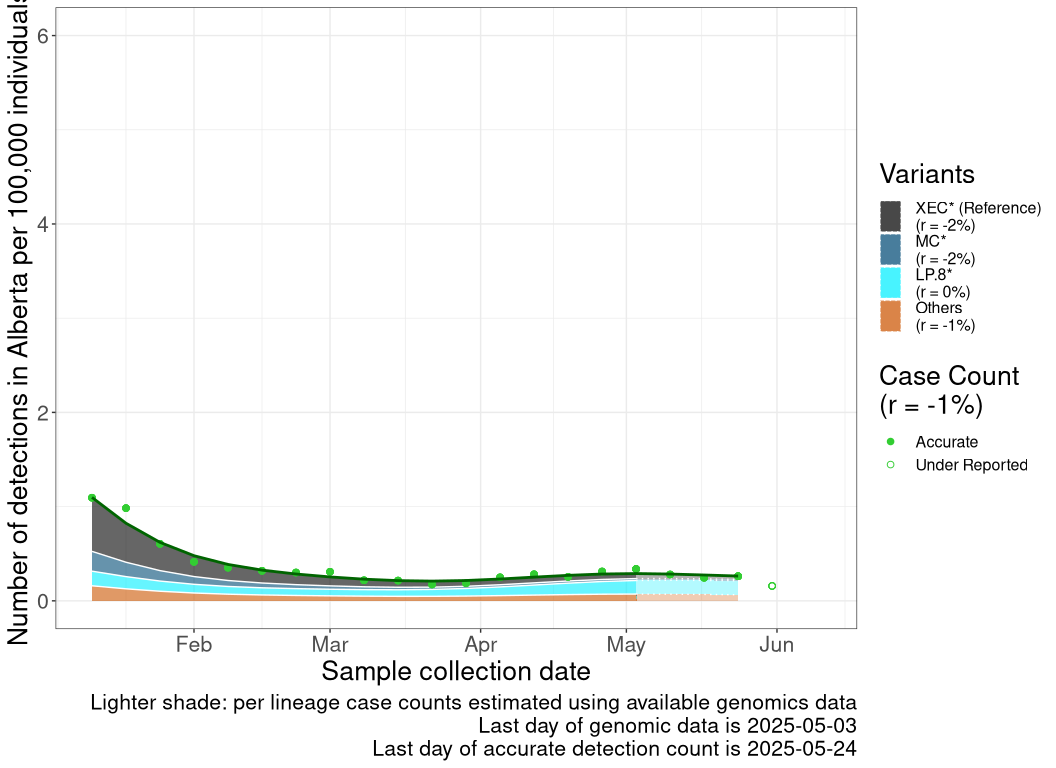 Number of detections in Alberta per 100,000 individuals
6
4
2
0
Feb
Mar
Apr
May
Jun
Sample collection date
Lighter shade: per lineage case counts estimated using available genomics data
Last day of genomic data is 2025-05-03
Last day of accurate detection count is 2025-05-24
Variants
XEC* (Reference)
(r = -2%)
MC*
(r = -2%)
LP.8*
(r = 0%)
Others
(r = -1%)
Case Count
(r = -1%)
Accurate
Under Reported